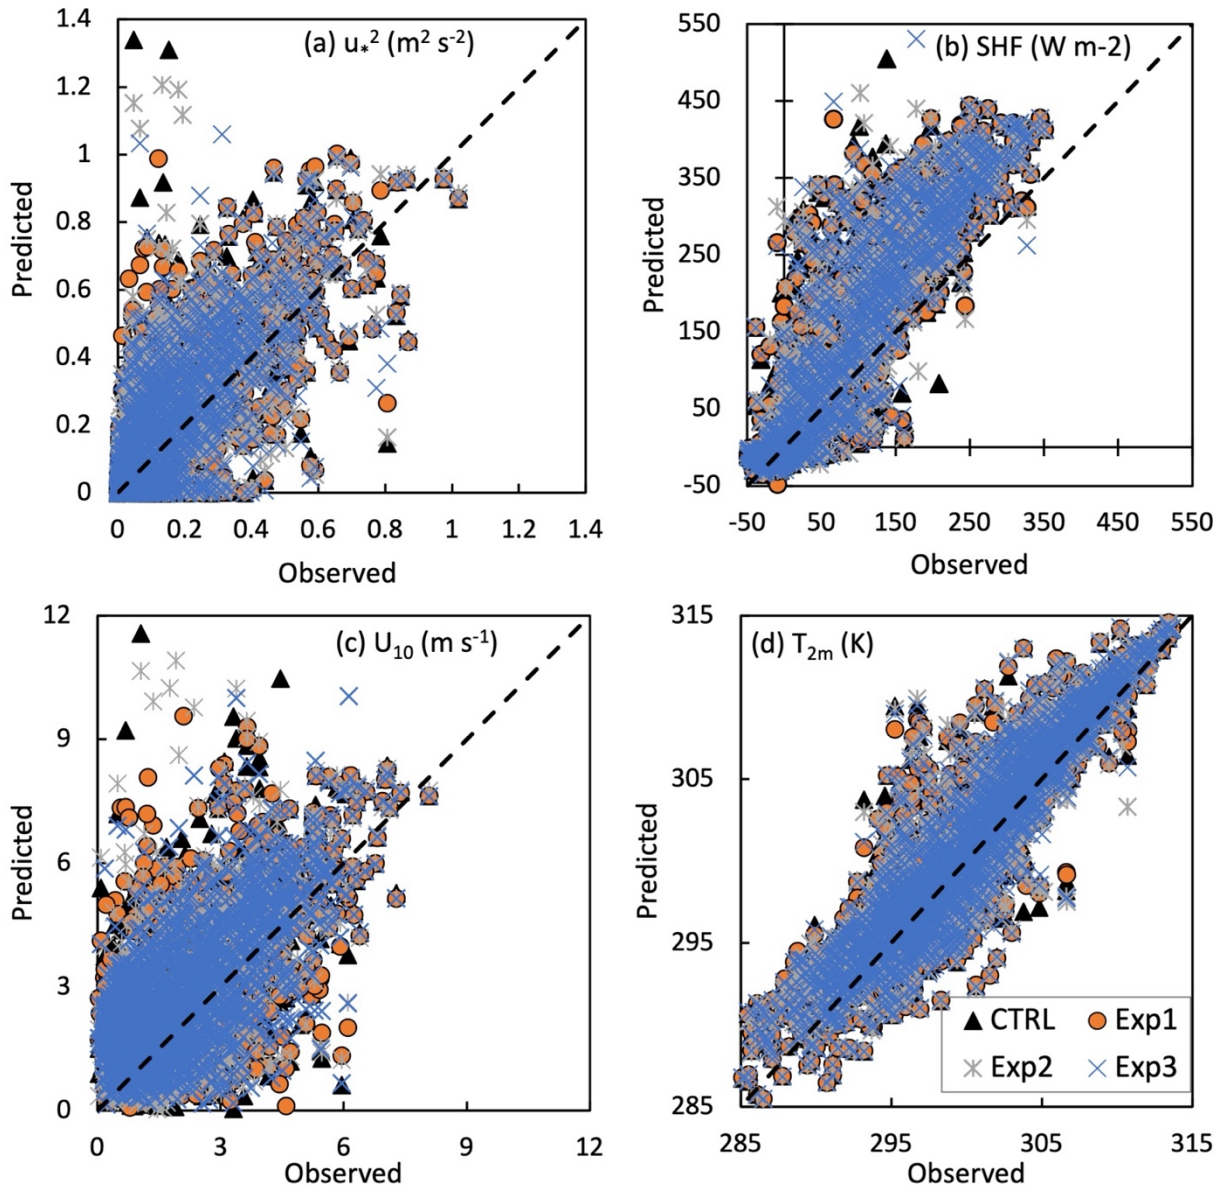 (a) u*² (m² s⁻²)
1.4
1.2
1
0.8
0.6
0.4
0.2
0
Predicted
0 0.2 0.4 0.6 0.8 1 1.2 1.4
Observed
(b) SHF (W m-2)
550
450
350
250
150
50
-50
Predicted
-50 50 150 250 350 450 550
Observed
(c) U₁₀ (m s⁻¹)
12
9
6
3
0
Predicted
0 3 6 9 12
Observed
(d) T₂ₘ (K)
315
305
295
285
Predicted
CTRL Exp1
Exp2 Exp3
285 295 305 315
Observed